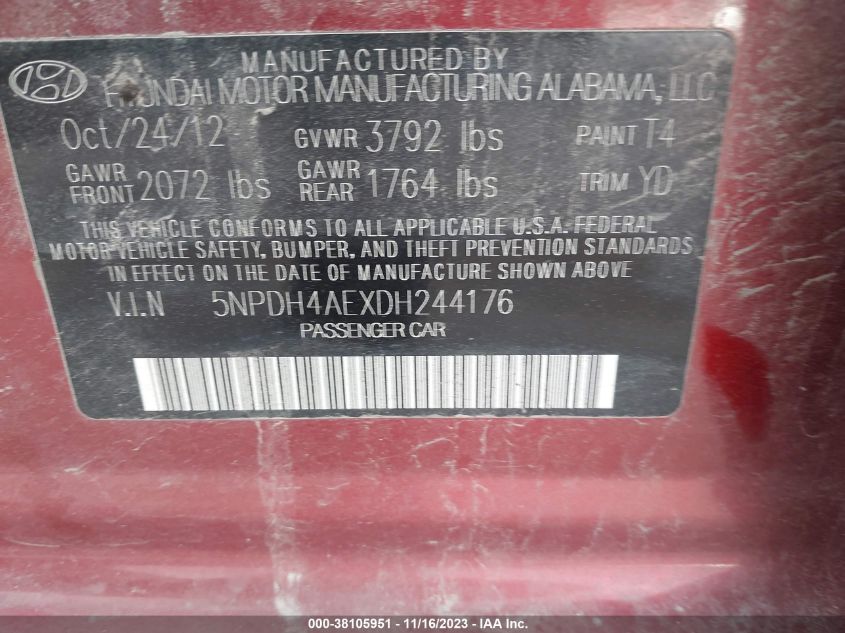 MANUFACTURED BY
HYUNDAI MOTOR MANUFACTURING ALABAMA, LLC
Oct/24/12 GVWR 3792 lbs PAINT T4
GAWR FRONT 2072 lbs GAWR REAR 1764 lbs TRIM YD
THIS VEHICLE CONFORMS TO ALL APPLICABLE U.S.A. FEDERAL
MOTOR VEHICLE SAFETY, BUMPER, AND THEFT PREVENTION STANDARDS
IN EFFECT ON THE DATE OF MANUFACTURE SHOWN ABOVE
V.I.N 5NPDH4AEXDH244176
PASSENGER CAR
000-38105951 - 11/16/2023 - IAA Inc.